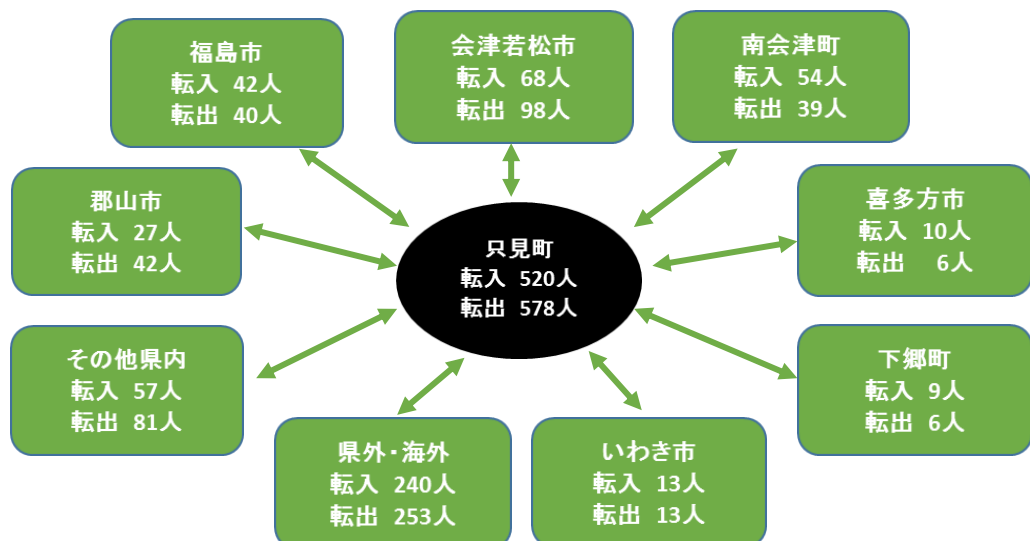 福島市
転入 42人
転出 40人
会津若松市
転入 68人
転出 98人
南会津町
転入 54人
転出 39人
郡山市
転入 27人
転出 42人
只見町
転入 520人
転出 578人
喜多方市
転入 10人
転出 6人
その他県内
転入 57人
転出 81人
下郷町
転入 9人
転出 6人
県外・海外
転入 240人
転出 253人
いわき市
転入 13人
転出 13人